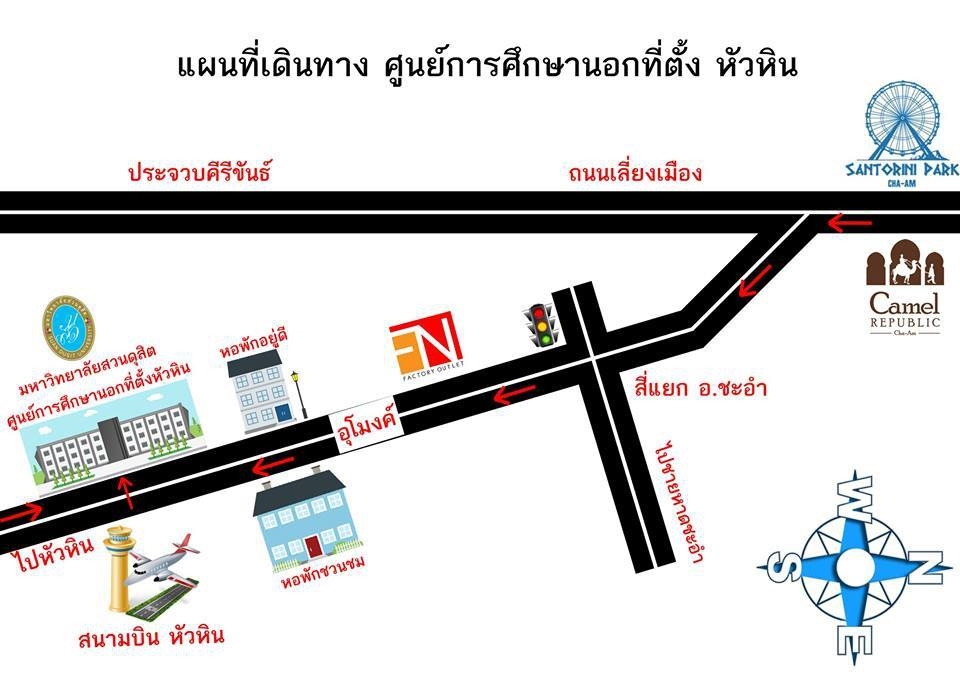 แผนที่เดินทาง ศูนย์การศึกษานอกที่ตั้ง หัวหิน
ประจวบคีรีขันธ์
ถนนเลี่ยงเมือง
SANTORINI PARK
CHA-AM
Camel
REPUBLIC
Cha-Am
มหาวิทยาลัยสวนดุสิต
ศูนย์การศึกษานอกที่ตั้งหัวหิน
หอพักอยู่ดี
FN
FACTORY OUTLET
สี่แยก อ.ชะอำ
อุโมงค์
ไปชายหาดชะอำ
ไปหัวหิน
หอพักชวนชม
สนามบิน หัวหิน
W
S
N
E